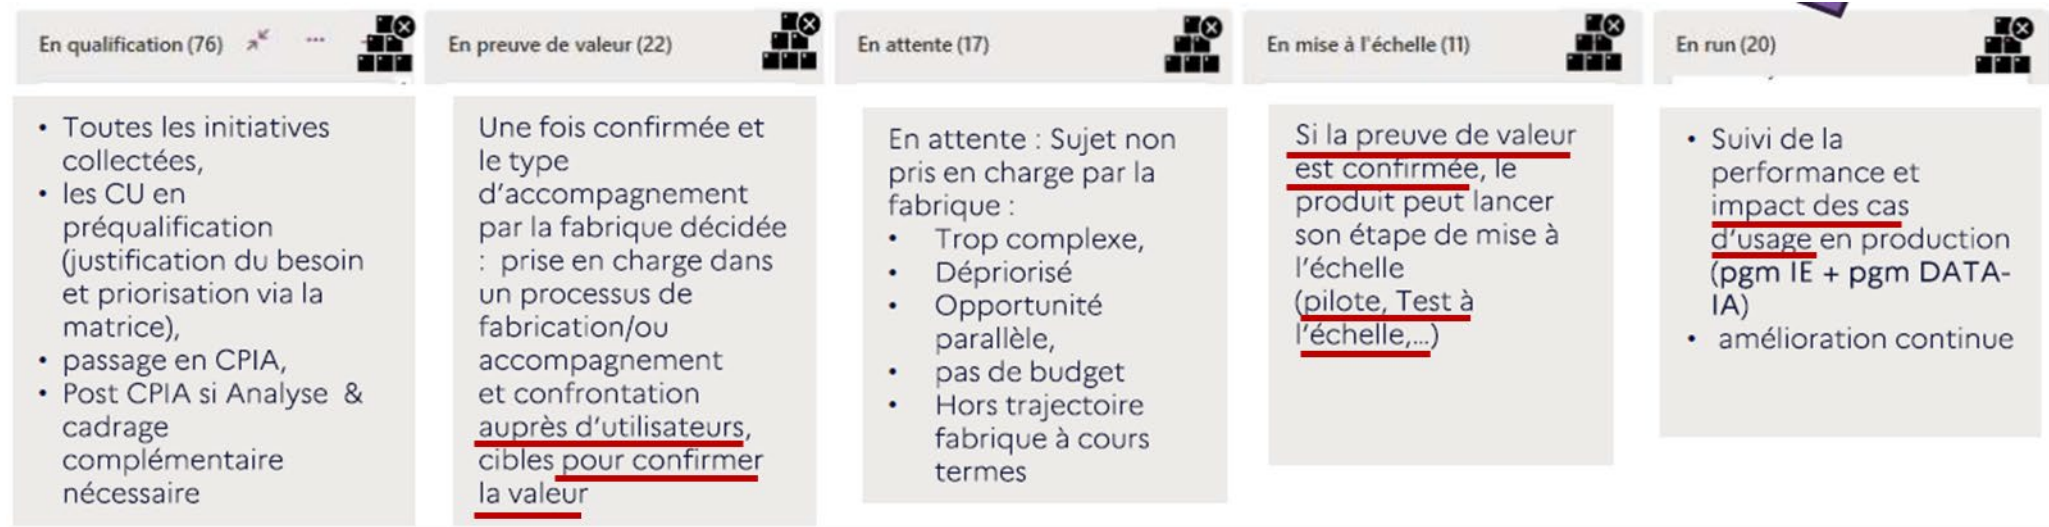 En qualification (76)
En preuve de valeur (22)
En attente (17)
En mise à l'échelle (11)
En run (20)
• Toutes les initiatives
collectées,
• les CU en
préqualification
(justification du besoin
et priorisation via la
matrice),
• passage en CPIA,
• Post CPIA si Analyse &
cadrage
complémentaire
nécessaire
Une fois confirmée et
le type
d'accompagnement
par la fabrique décidée
: prise en charge dans
un processus de
fabrication/ou
accompagnement
et confrontation
auprès d'utilisateurs,
cibles pour confirmer
la valeur
En attente : Sujet non
pris en charge par la
fabrique :
• Trop complexe,
• Dépriorisé
• Opportunité
parallèle,
• pas de budget
• Hors trajectoire
fabrique à cours
termes
Si la preuve de valeur
est confirmée, le
produit peut lancer
son étape de mise à
l'échelle
(pilote, Test à
l'échelle,...)
• Suivi de la
performance et
impact des cas
d'usage en production
(pgm IE + pgm DATA-
IA)
• amélioration continue